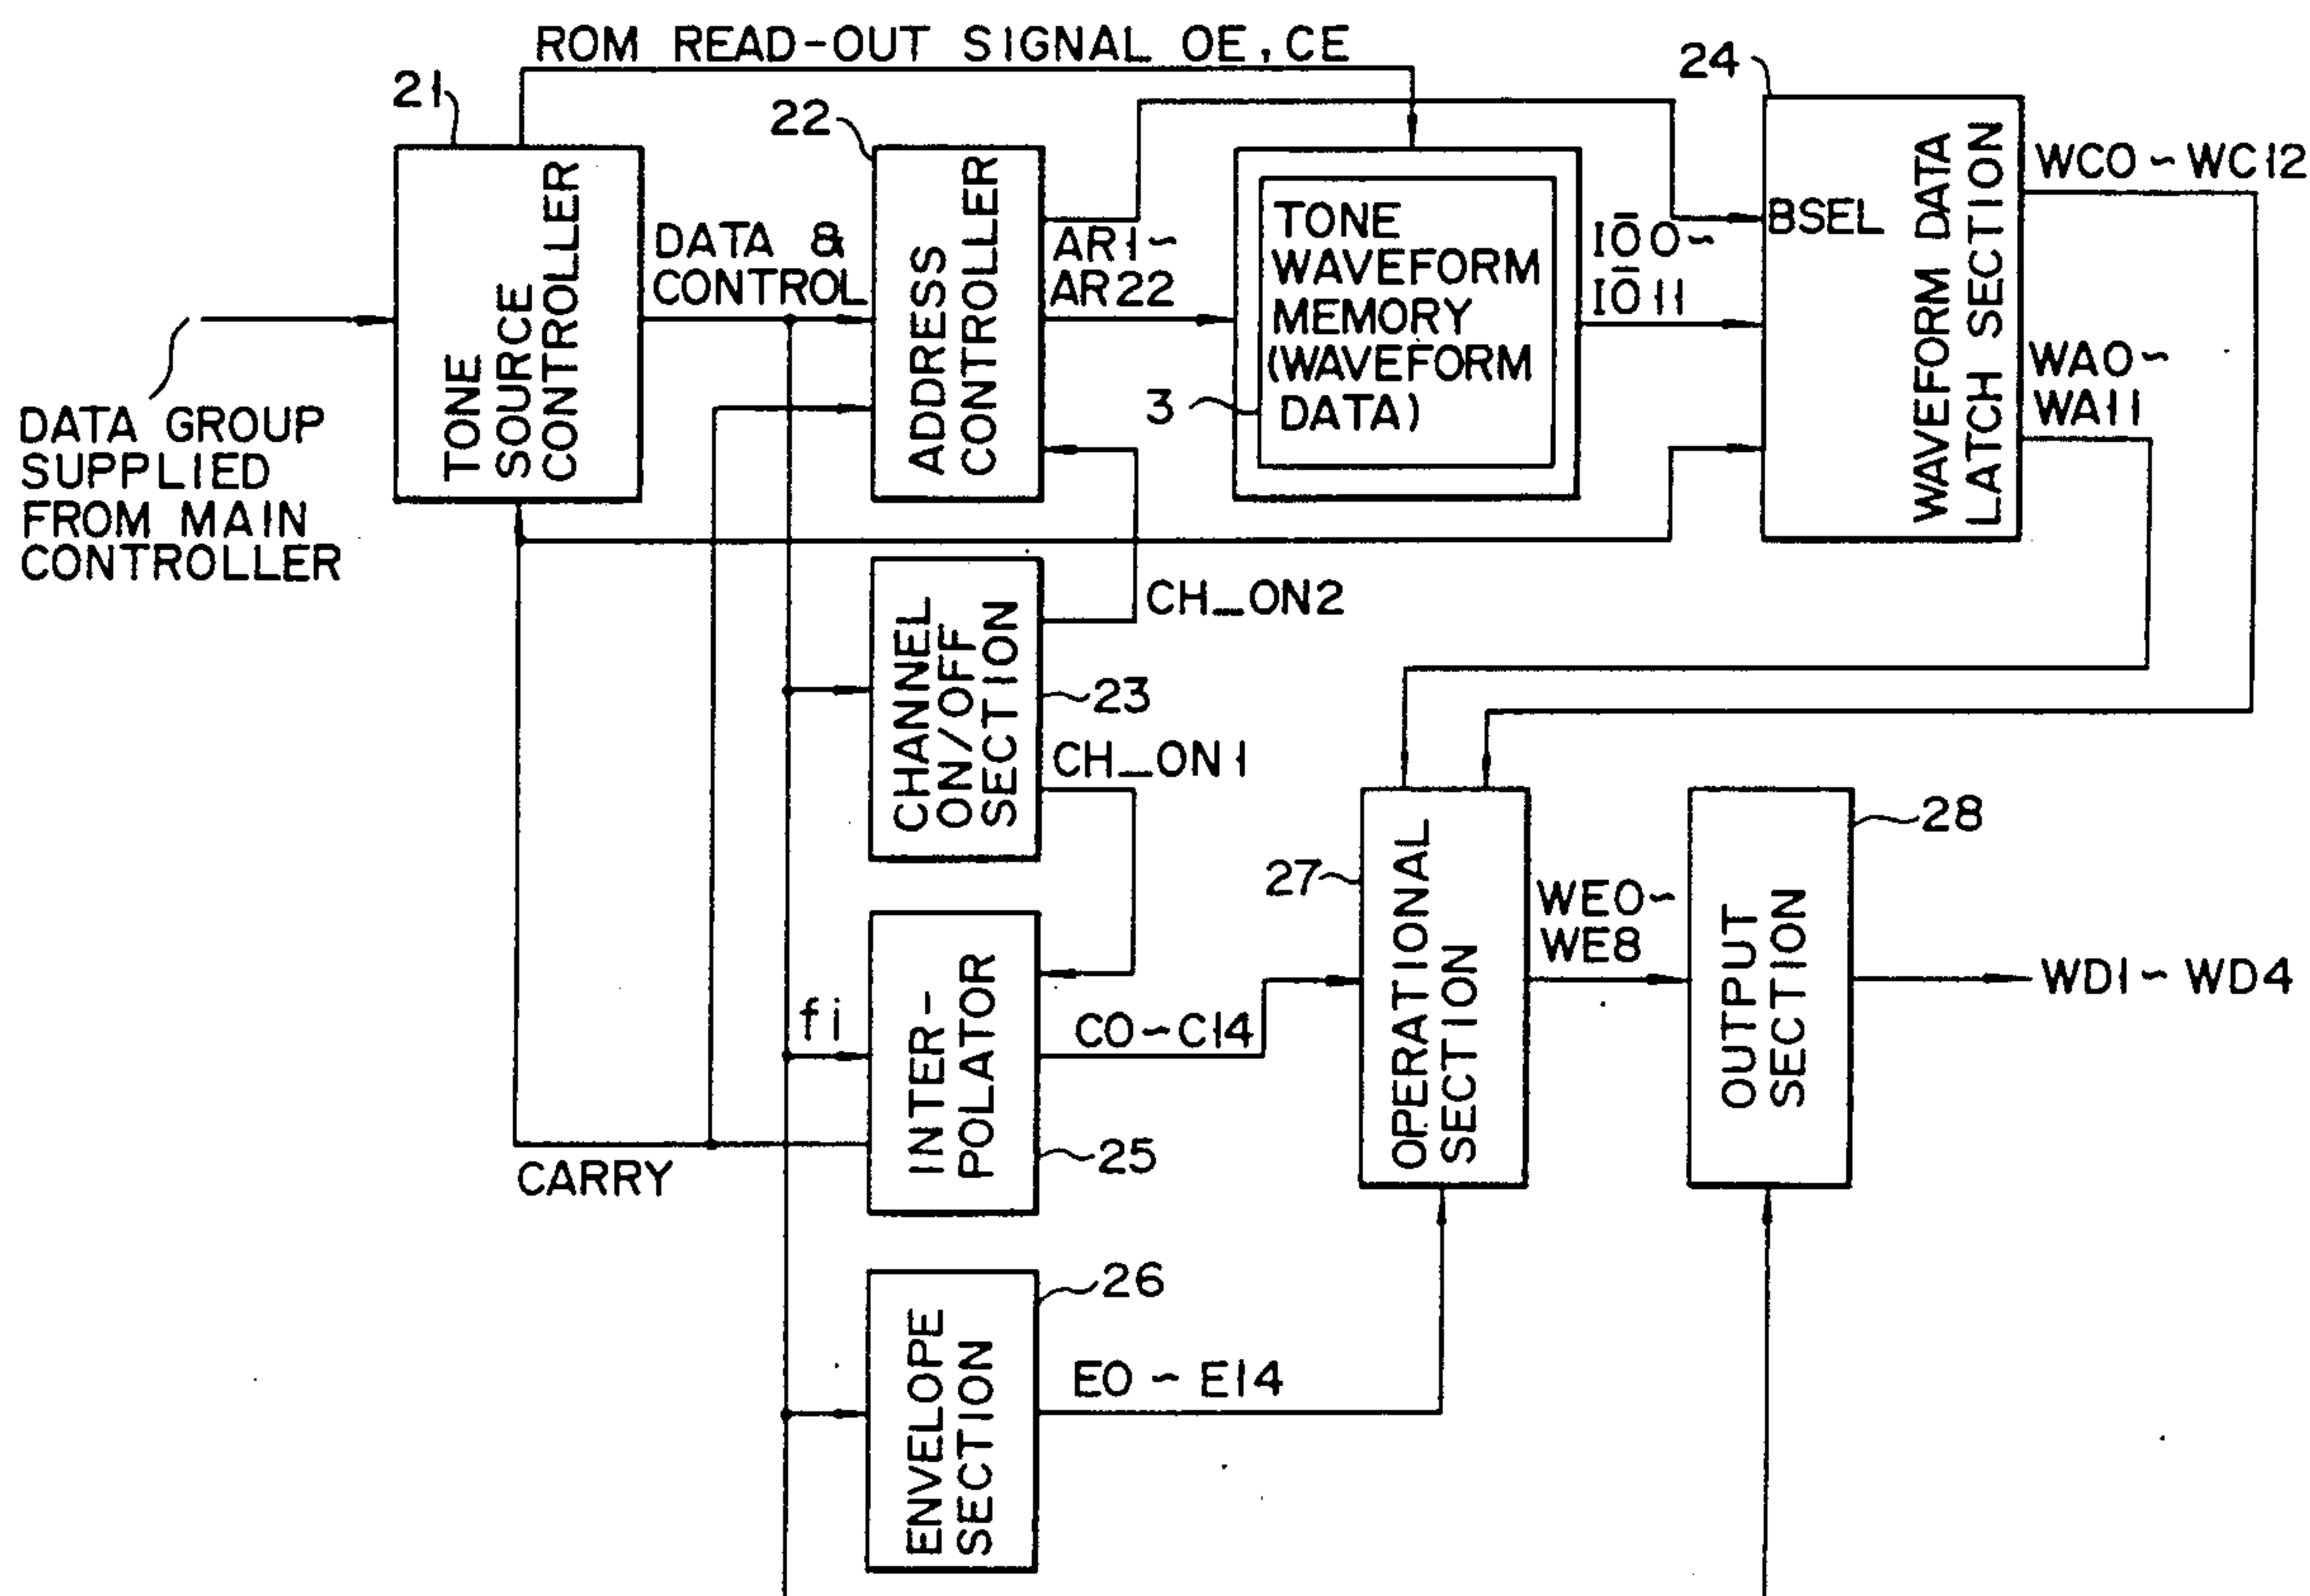 ROM READ-OUT SIGNAL OE, CE
21
22
24
TONE
SOURCE
CONTROLLER
DATA &
CONTROL
ADDRESS
CONTROLLER
AR1~
AR22
TONE
WAVEFORM
MEMORY
(WAVEFORM
DATA)
3
IŌ0~
IŌ11
BSEL
WAVEFORM DATA
LATCH SECTION
WC0~WC12
WA0~
WA11
DATA GROUP
SUPPLIED
FROM MAIN
CONTROLLER
CHANNEL
ON/OFF
SECTION
CH_ON2
23
CH_ON1
27
OPERATIONAL
SECTION
WE0~
WE8
OUTPUT
SECTION
28
WD1~WD4
fi
INTER-
POLATOR
C0~C14
25
CARRY
26
ENVELOPE
SECTION
E0~E14